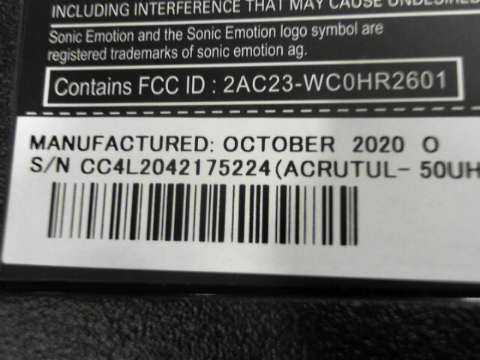 INCLUDING INTERFERENCE THAT MAY CAUSE UNDESIRED
Sonic Emotion and the Sonic Emotion logo symbol are
registered trademarks of sonic emotion ag.
Contains FCC ID : 2AC23-WC0HR2601
MANUFACTURED: OCTOBER 2020 O
S/N CC4L2042175224(ACRUTUL- 50UH